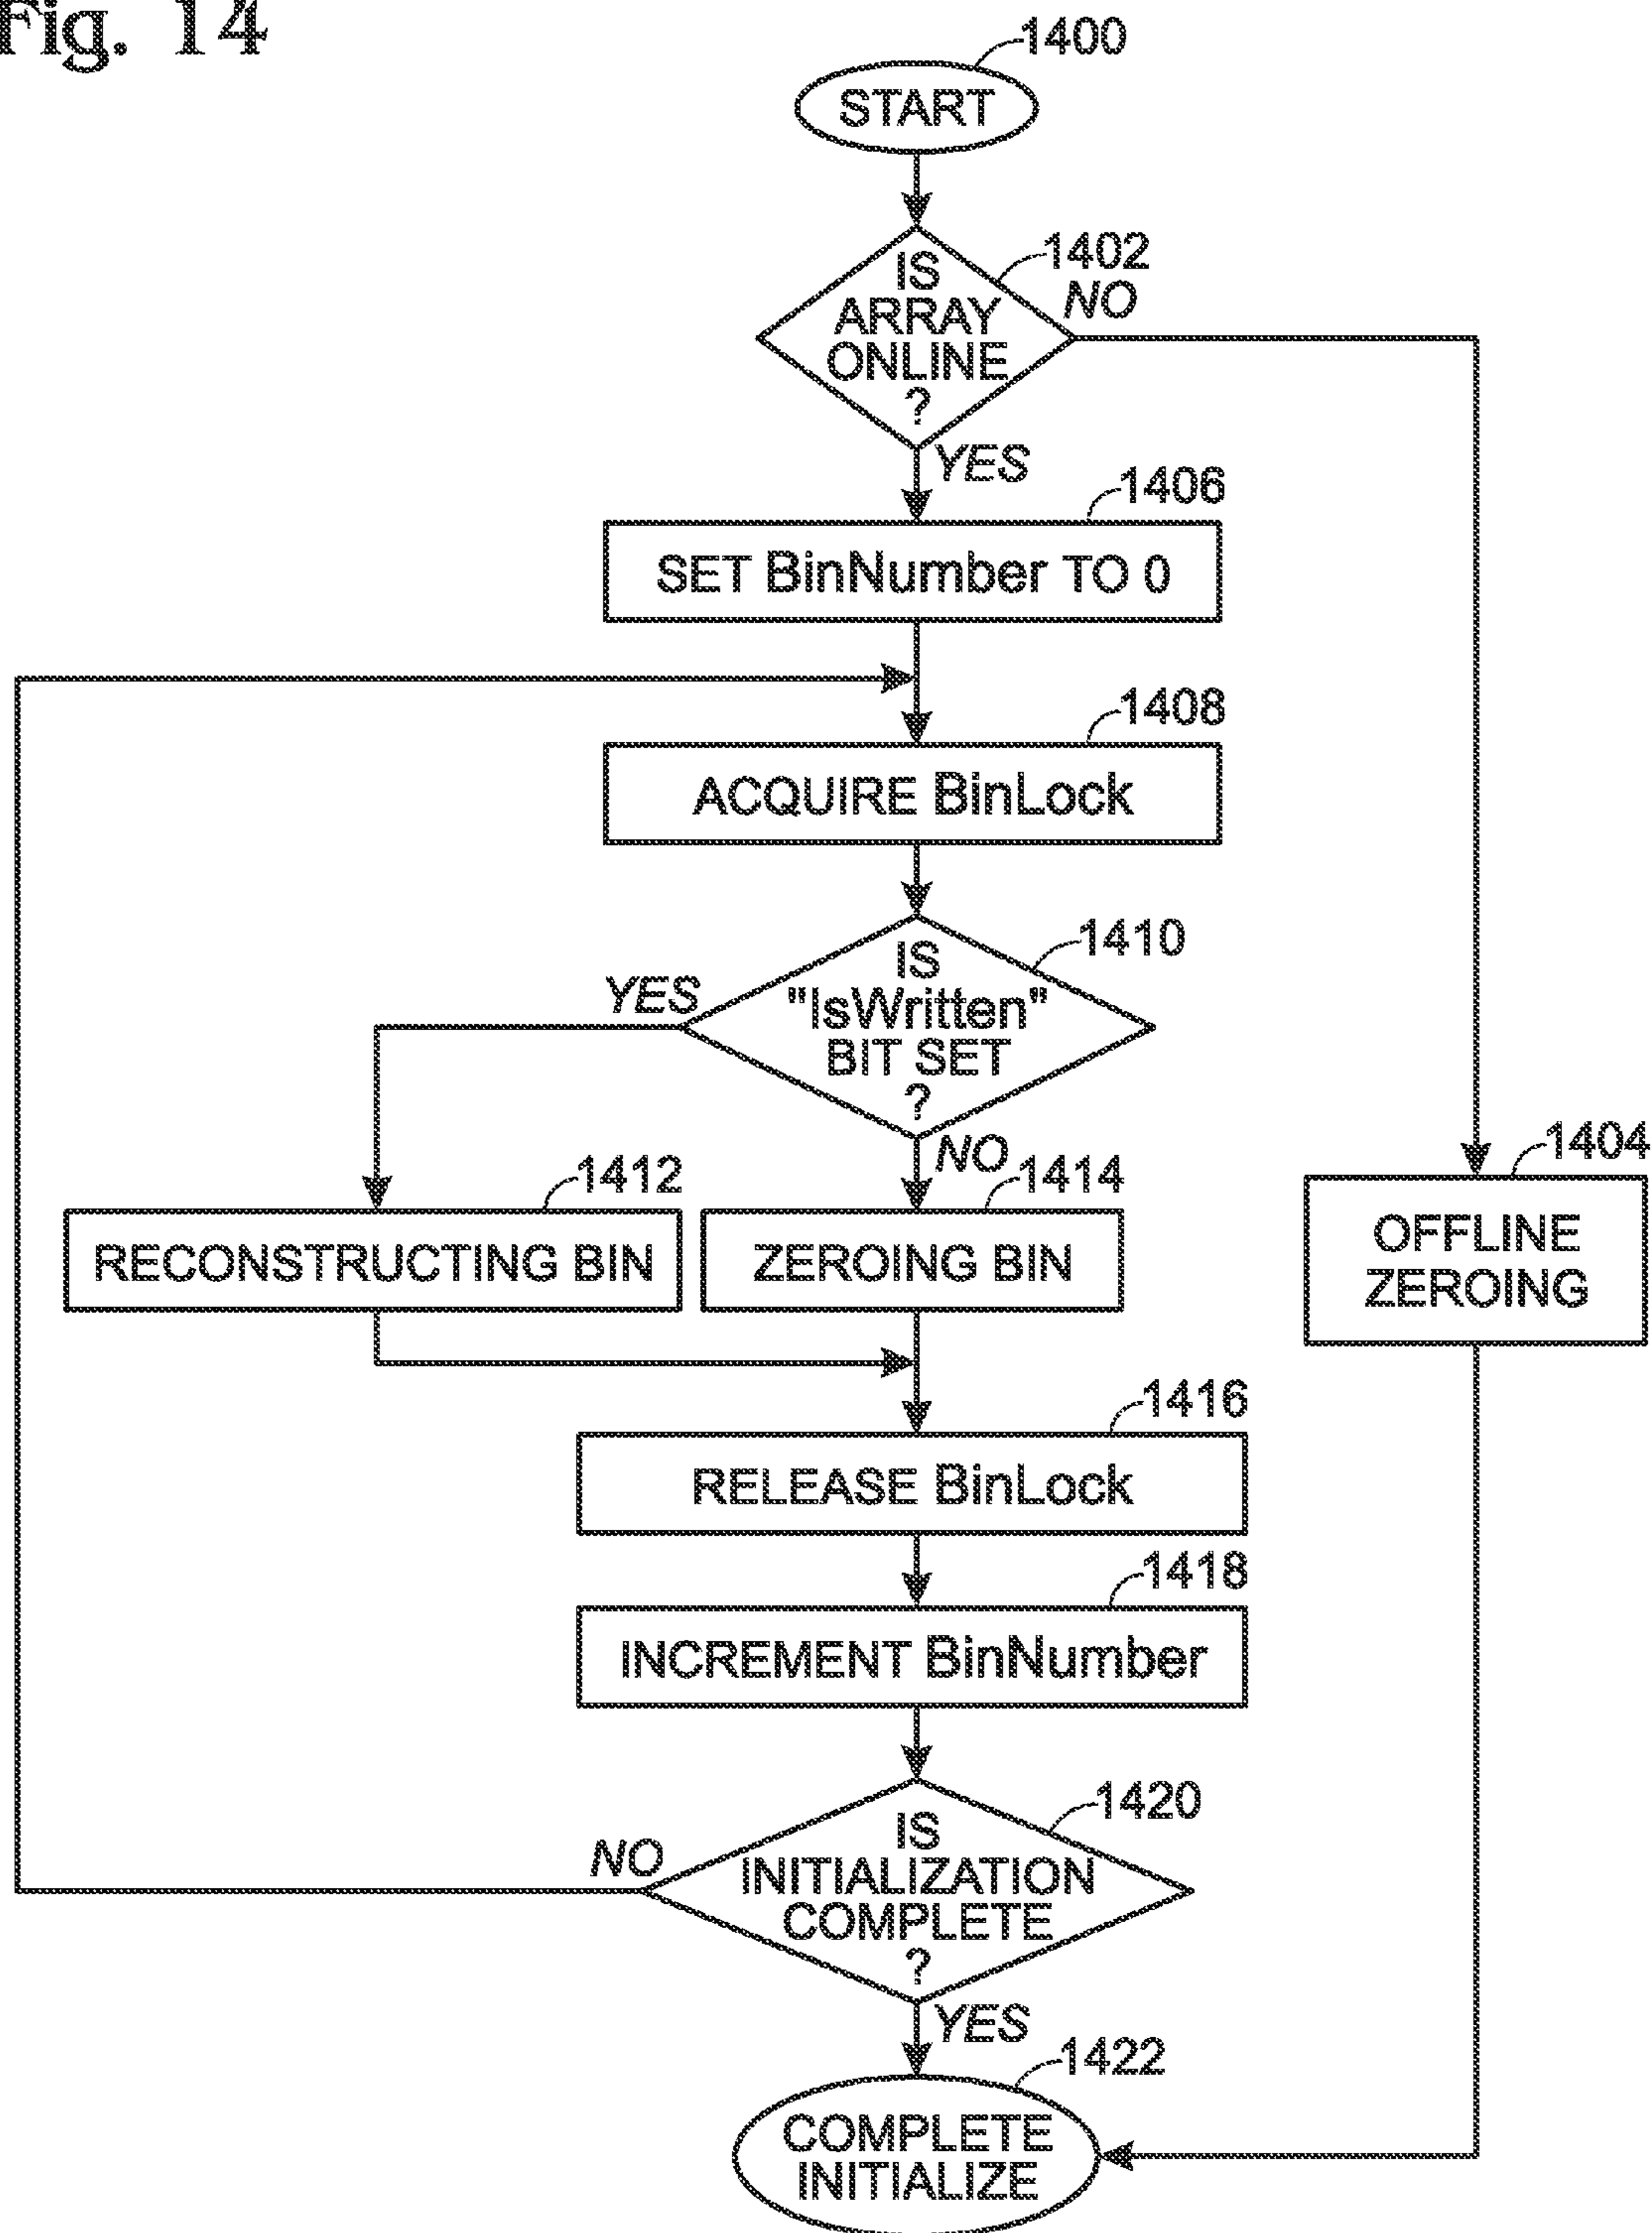 Fig. 14
1400
START
1402
IS
ARRAY
ONLINE
?
NO
YES
1406
SET BinNumber TO 0
1408
ACQUIRE BinLock
1410
IS
"IsWritten"
BIT SET
?
YES
NO
1412
RECONSTRUCTING BIN
1414
ZEROING BIN
1404
OFFLINE
ZEROING
1416
RELEASE BinLock
1418
INCREMENT BinNumber
1420
IS
INITIALIZATION
COMPLETE
?
NO
YES
1422
COMPLETE
INITIALIZE